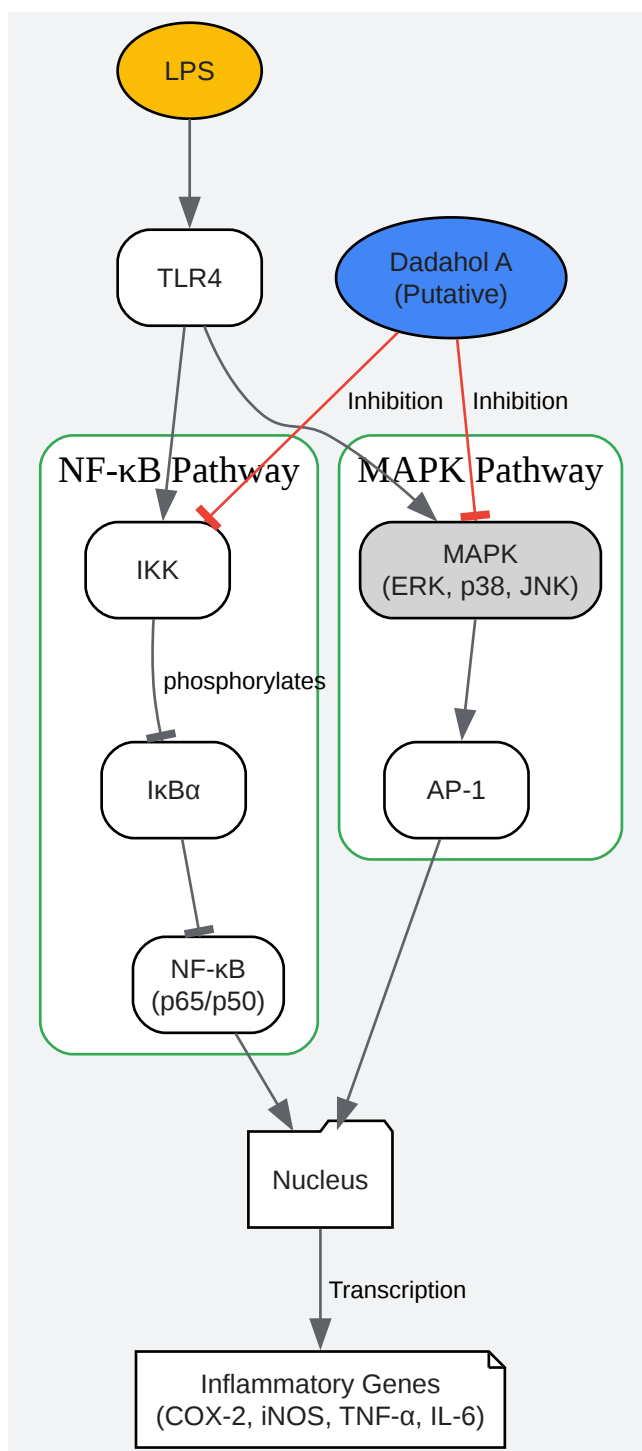 LPS
TLR4
Dadahol A
(Putative)
Inhibition
Inhibition
NF-κB Pathway
MAPK Pathway
IKK
MAPK
(ERK, p38, JNK)
phosphorylates
IκBα
AP-1
NF-κB
(p65/p50)
Nucleus
Transcription
Inflammatory Genes
(COX-2, iNOS, TNF-α, IL-6)